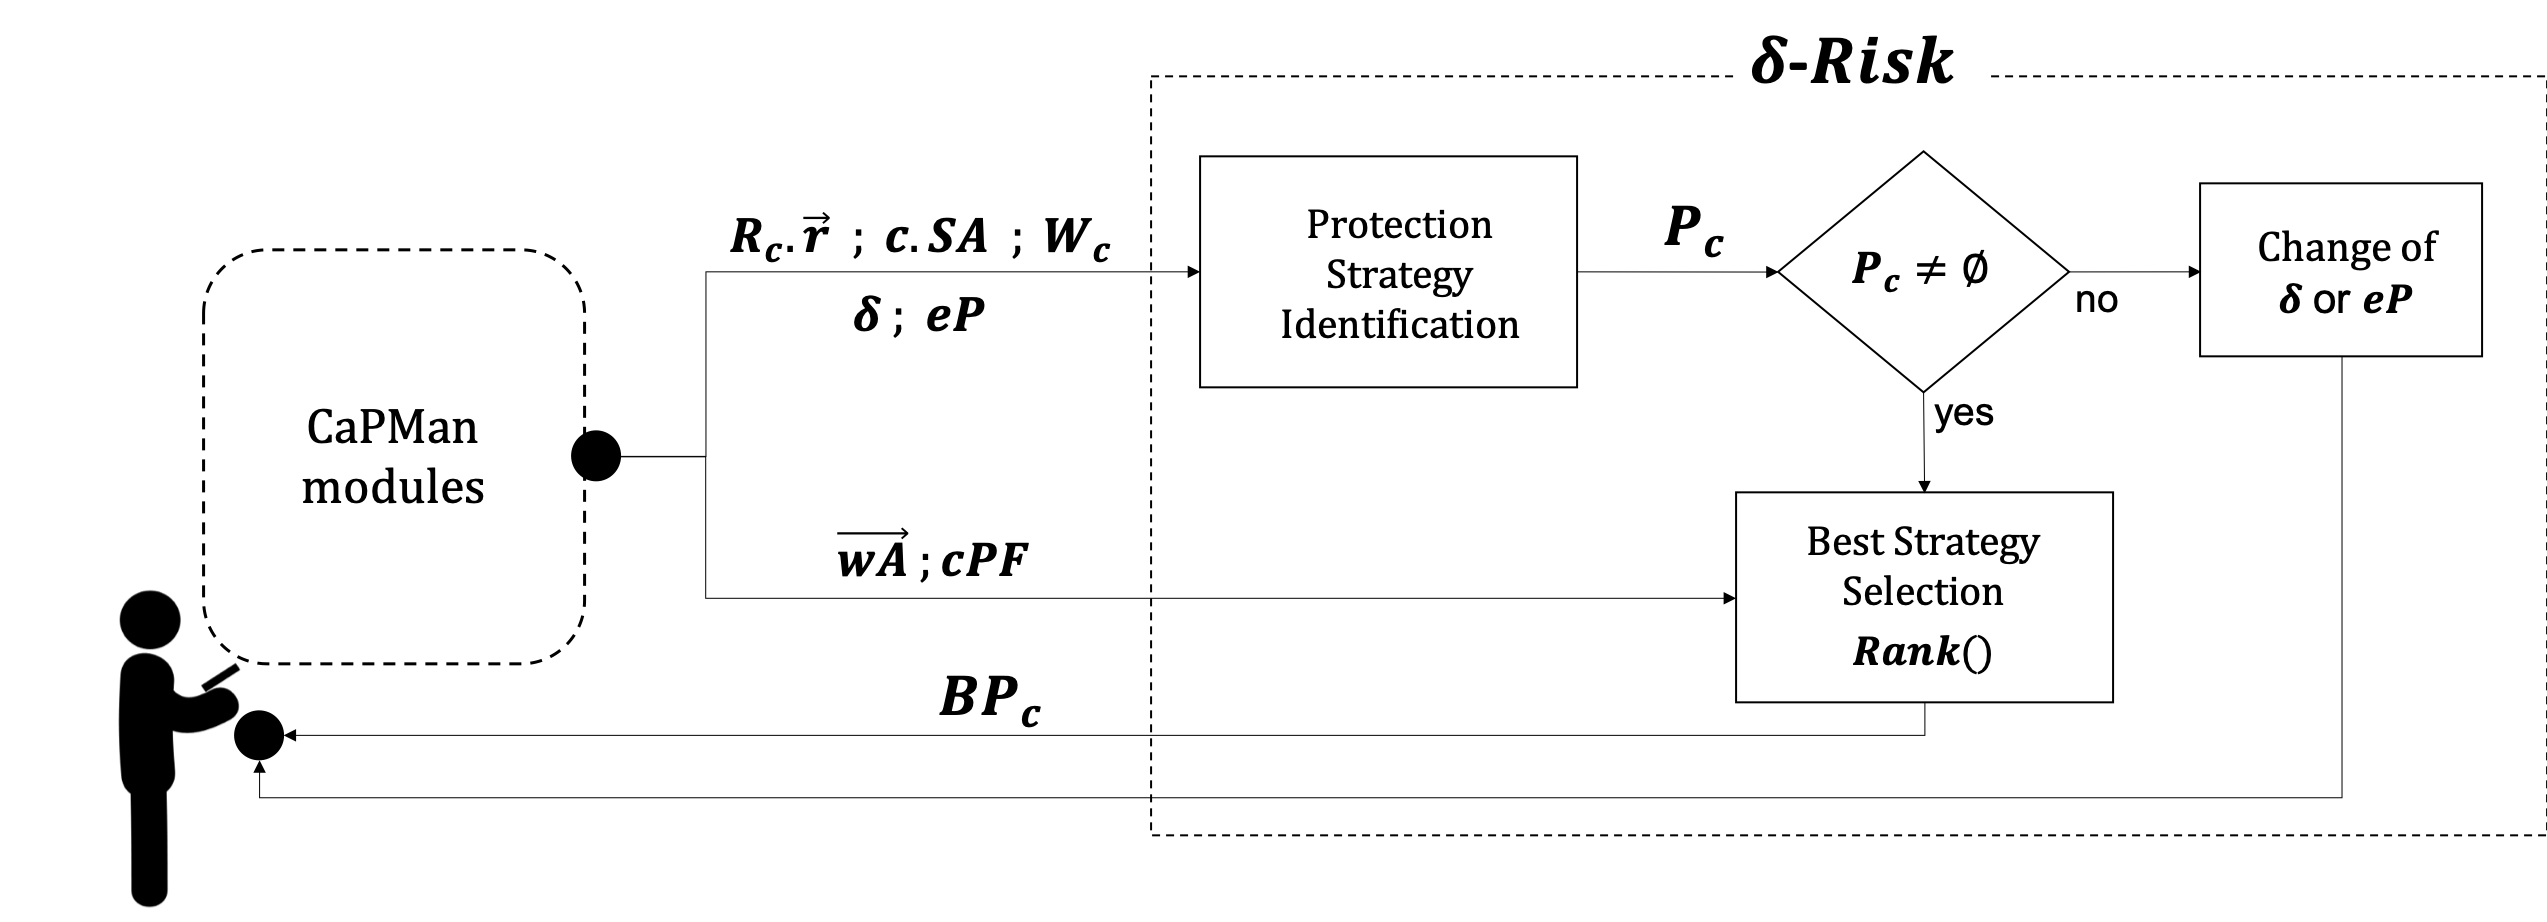 δ-Risk
R_c.r⃗ ; c.SA ; W_c
δ ; eP
Protection
Strategy
Identification
P_c
P_c ≠ ∅
no
yes
Change of
δ or eP
CaPMan
modules
wA⃗ ; cPF
Best Strategy
Selection
Rank()
BP_c